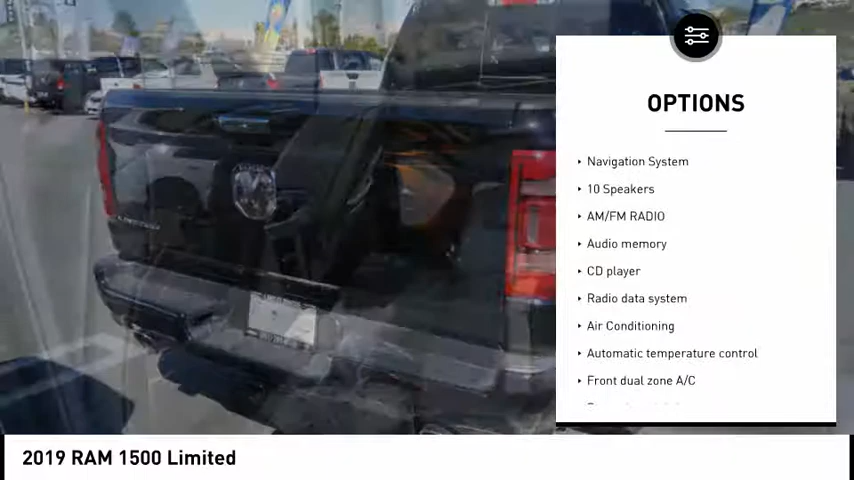 OPTIONS
Navigation System
10 Speakers
AM/FM RADIO
Audio memory
CD player
Radio data system
Air Conditioning
Automatic temperature control
Front dual zone A/C
2019 RAM 1500 Limited